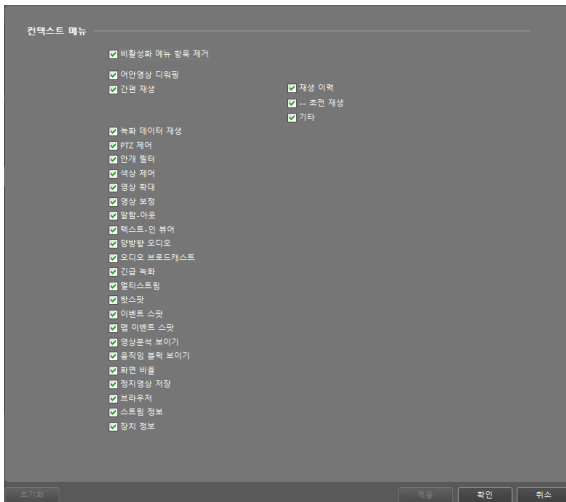 컨텍스트 메뉴
비활성화 메뉴 항목 제거
어안영상 디워핑
간편 재생
재생 이력
-- 초전 재생
기타
녹화 데이터 재생
PTZ 제어
안개 필터
색상 제어
영상 확대
영상 보정
알람-아웃
텍스트-인 뷰어
양방향 오디오
오디오 브로드캐스트
긴급 녹화
멀티스트림
핫스팟
이벤트 스팟
맵 이벤트 스팟
영상분석 보이기
움직임 블럭 보이기
화면 비율
정지영상 저장
브라우저
스트림 정보
장치 정보
초기화
적용
확인
취소